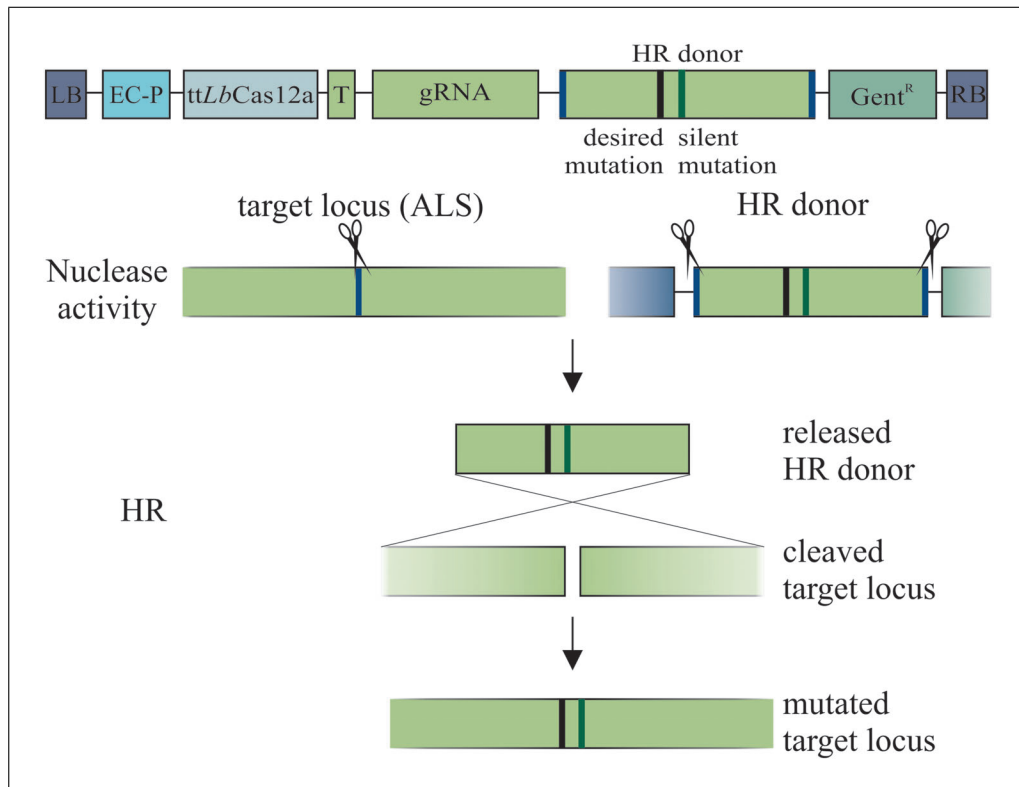 HR donor
LB EC-P ttLbCas12a T gRNA Gent^R RB
desired silent
mutation mutation
target locus (ALS) HR donor
Nuclease
activity
released
HR donor
HR
cleaved
target locus
mutated
target locus